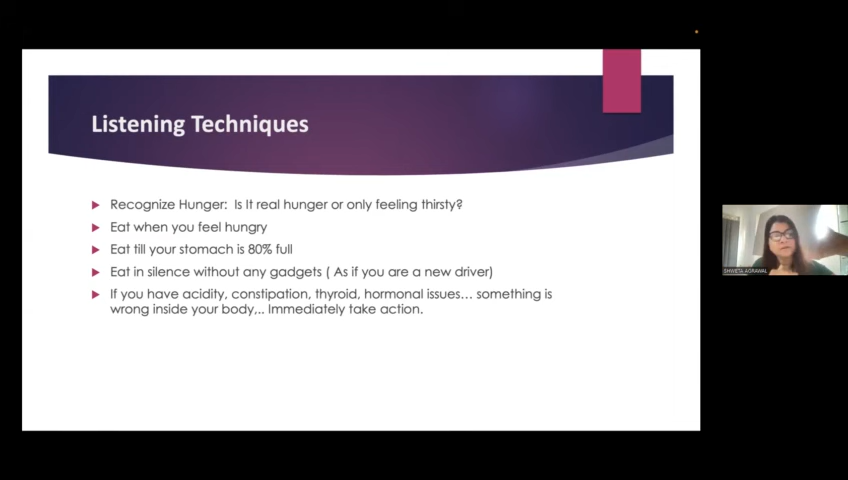 Listening Techniques
Recognize Hunger: Is It real hunger or only feeling thirsty?
Eat when you feel hungry
Eat till your stomach is 80% full
Eat in silence without any gadgets ( As if you are a new driver)
If you have acidity, constipation, thyroid, hormonal issues... something is
wrong inside your body,.. Immediately take action.
SHWETA AGRAWAL